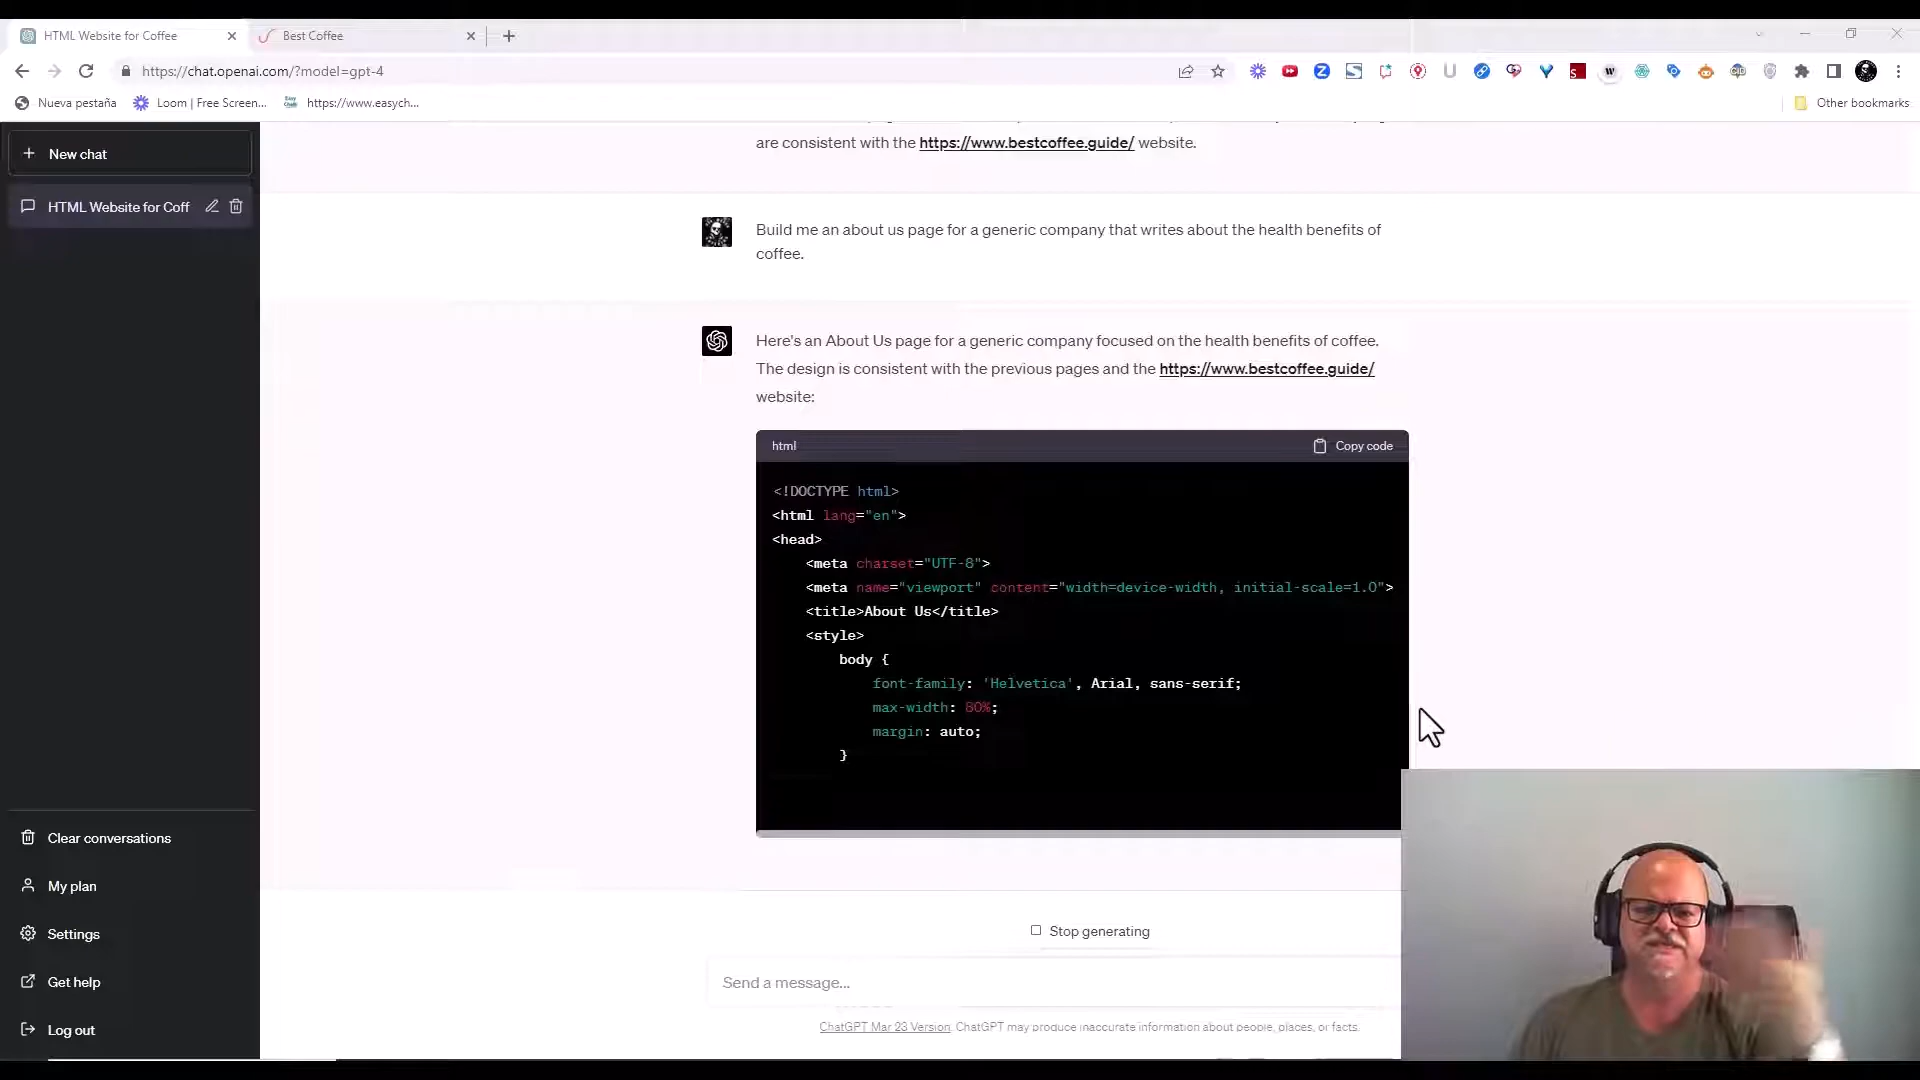 HTML Website for Coffee
Best Coffee
https://chat.openai.com/?model=gpt-4
Nueva pestaña
Loom | Free Screen...
https://www.easych...
Other bookmarks
New chat
HTML Website for Coff
are consistent with the https://www.bestcoffee.guide/ website.
Build me an about us page for a generic company that writes about the health benefits of
coffee.
Here's an About Us page for a generic company focused on the health benefits of coffee.
The design is consistent with the previous pages and the https://www.bestcoffee.guide/
website:
html
Copy code
<!DOCTYPE html>
<html lang="en">
<head>
<meta charset="UTF-8">
<meta name="viewport" content="width=device-width, initial-scale=1.0">
<title>About Us</title>
<style>
body {
font-family: 'Helvetica', Arial, sans-serif;
max-width: 80%;
margin: auto;
}
Clear conversations
My plan
Settings
Get help
Log out
Stop generating
Send a message...
ChatGPT Mar 23 Version. ChatGPT may produce inaccurate information about people, places, or facts.